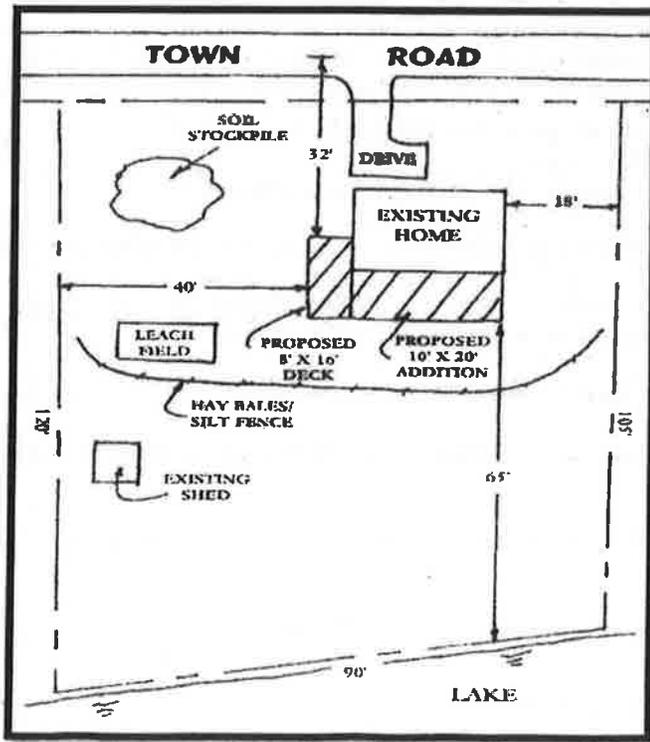 TOWN ROAD
SOIL
STOCKPILE
32'
DRIVE
EXISTING
HOME
18'
40'
LEACH
FIELD
PROPOSED
8' X 16'
DECK
PROPOSED
10' X 20'
ADDITION
HAY BALES/
SILT FENCE
120'
105'
EXISTING
SHED
65'
90'
LAKE